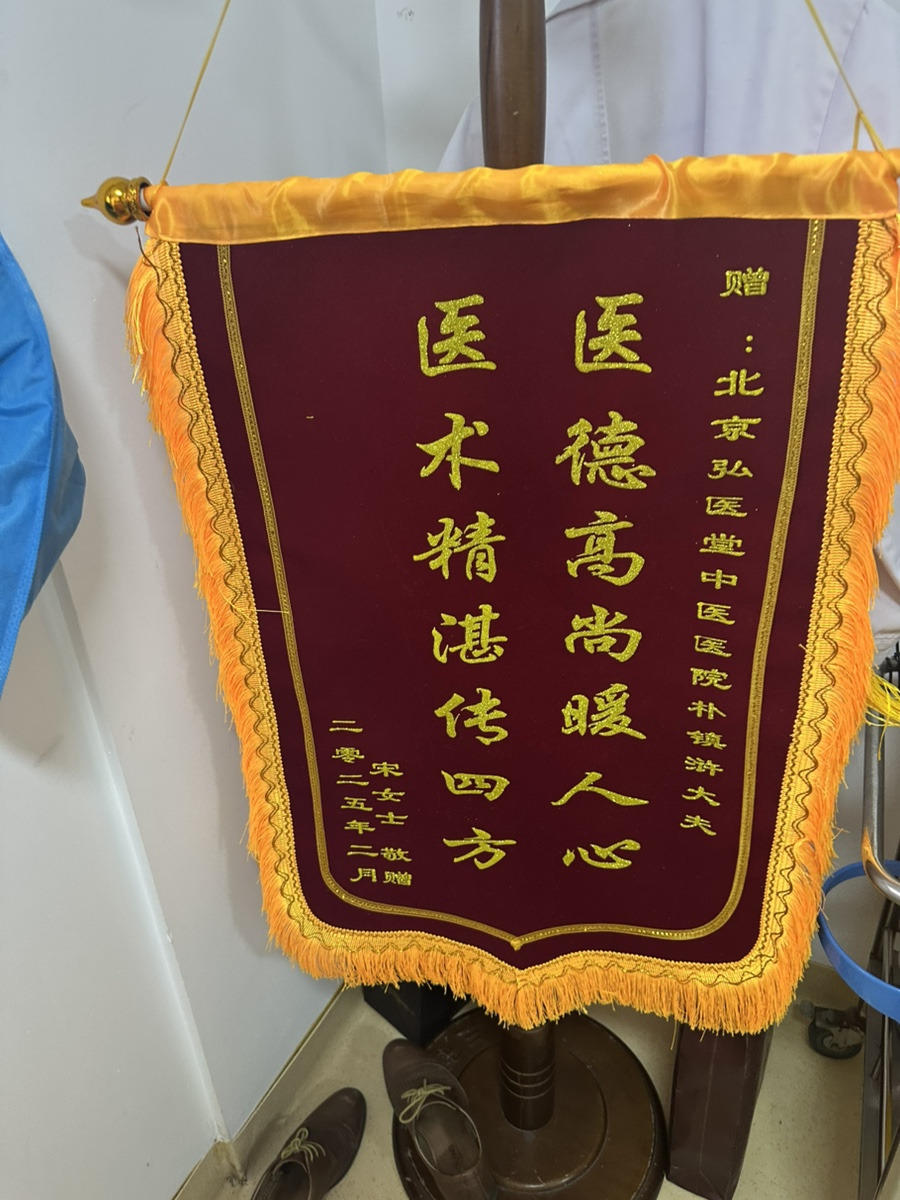 赠：北京弘医堂中医医院朴镇浒大夫
医德高尚暖人心
医术精湛传四方
宋女士 敬赠
二零二五年二月